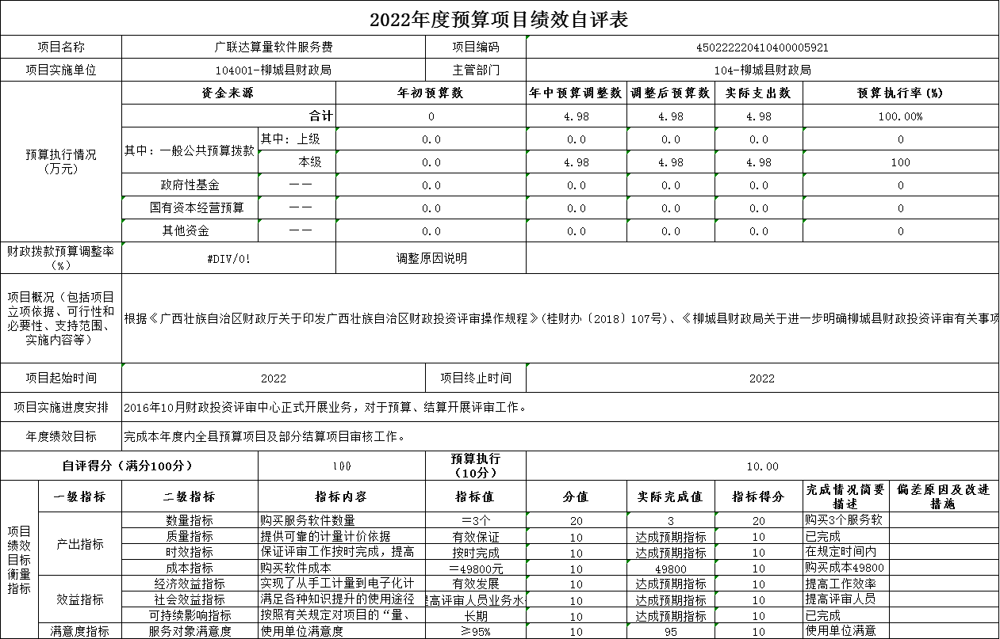 2022年度预算项目绩效自评表
项目名称 广联达算量软件服务费 项目编码 450222220410400005921
项目实施单位 104001-柳城县财政局 主管部门 104-柳城县财政局
预算执行情况
(万元)
资金来源 年初预算数 年中预算调整数 调整后预算数 实际支出数 预算执行率(%)
合计 0 4.98 4.98 4.98 100.00%
其中：一般公共预算拨款 其中：上级 0.0 0.0 0.0 0.0 0
本级 0.0 4.98 4.98 4.98 100
政府性基金 —— 0.0 0.0 0.0 0.0 0
国有资本经营预算 —— 0.0 0.0 0.0 0.0 0
其他资金 —— 0.0 0.0 0.0 0.0 0
财政拨款预算调整率
（%）
#DIV/0! 调整原因说明
项目概况（包括项目
立项依据、可行性和
必要性、支持范围、
实施内容等）
根据《广西壮族自治区财政厅关于印发广西壮族自治区财政投资评审操作规程》(桂财办〔2018〕107号)、《柳城县财政局关于进一步明确柳城县财政投资评审有关事项
项目起始时间 2022 项目终止时间 2022
项目实施进度安排 2016年10月财政投资评审中心正式开展业务，对于预算、结算开展评审工作。
年度绩效目标 完成本年度内全县预算项目及部分结算项目审核工作。
自评得分（满分100分） 100 预算执行
（10分） 10.00
项目
绩效
目标
衡量
指标
一级指标 二级指标 指标内容 指标值 分值 实际完成值 指标得分 完成情况简要
描述 偏差原因及改进
措施
产出指标
数量指标 购买服务软件数量 ＝3个 20 3 20 购买3个服务软
质量指标 提供可靠的计量计价依据 有效保证 10 达成预期指标 10 已完成
时效指标 保证评审工作按时完成，提高 按时完成 10 达成预期指标 10 在规定时间内
成本指标 购买软件成本 ＝49800元 10 49800 10 购买成本49800
效益指标
经济效益指标 实现了从手工计量到电子化计 有效发展 10 达成预期指标 10 提高工作效率
社会效益指标 满足各种知识提升的使用途径 提高评审人员业务水 10 达成预期指标 10 提高评审人员
可持续影响指标 按照有关规定对项目的“量、 长期 10 达成预期指标 10 已完成
满意度指标 服务对象满意度 使用单位满意度 ≥95% 10 95 10 使用单位满意